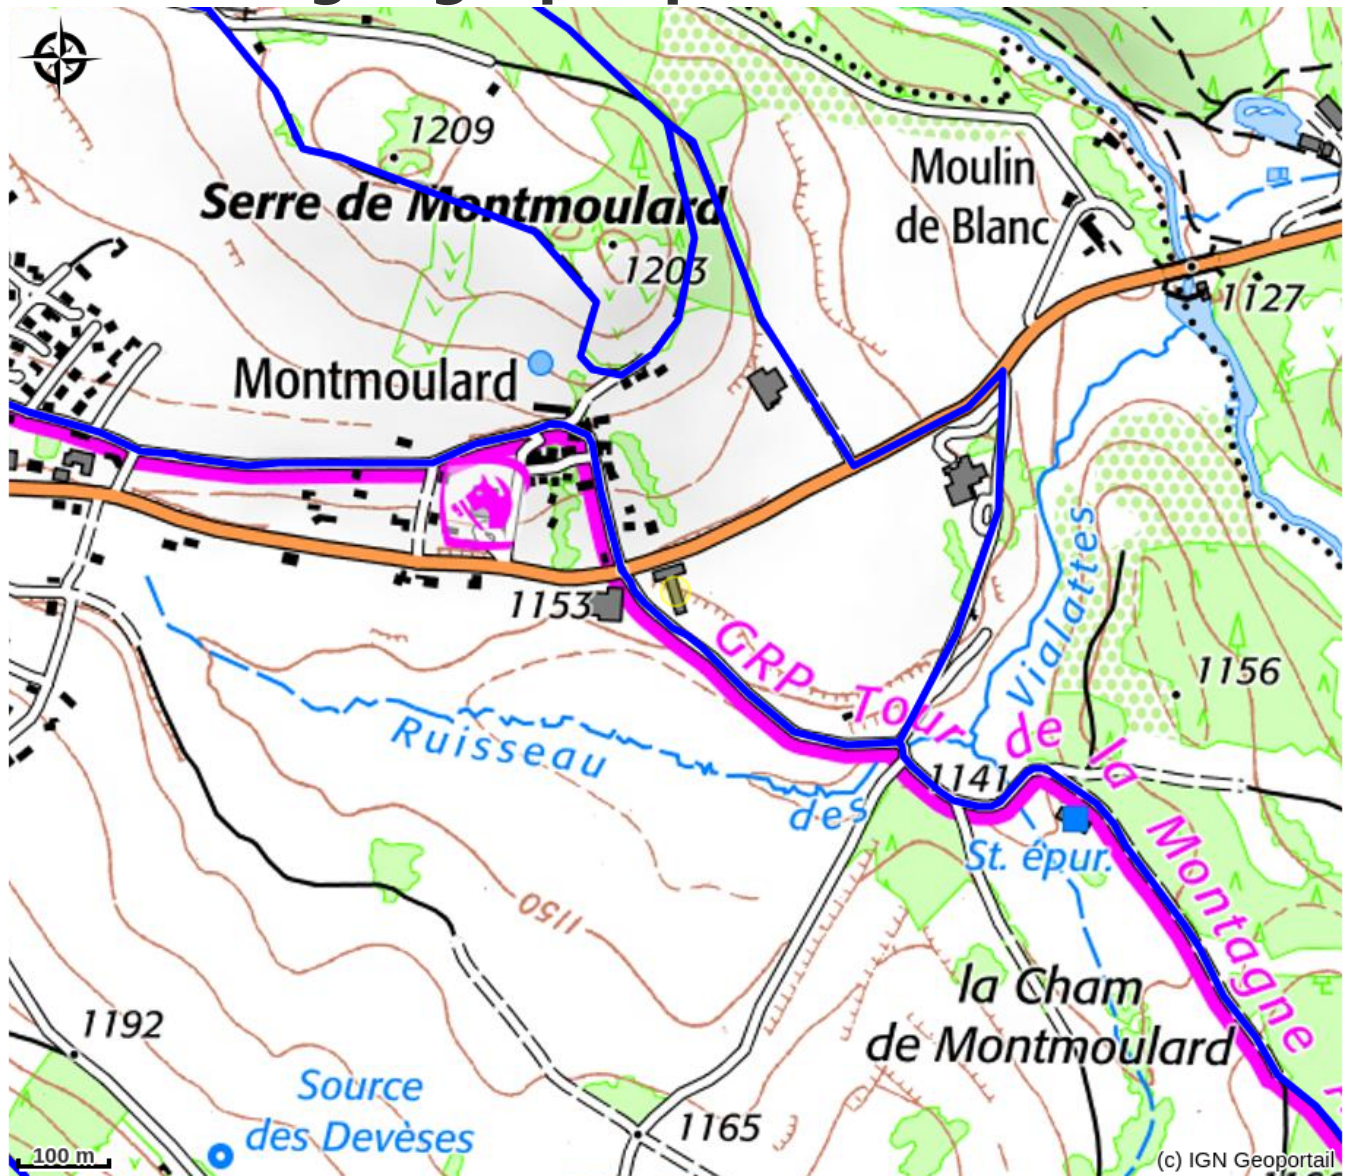 1209
Serre de Montmoulard
1203
Moulin
de Blanc
1127
Montmoulard
1153
GRP Tour de la Montagne
Ruisseau des Vialattes
1156
1141
St. épur.
1150
la Cham
de Montmoulard
1192
Source
des Devèses
1165
100 m
(c) IGN Geoportail